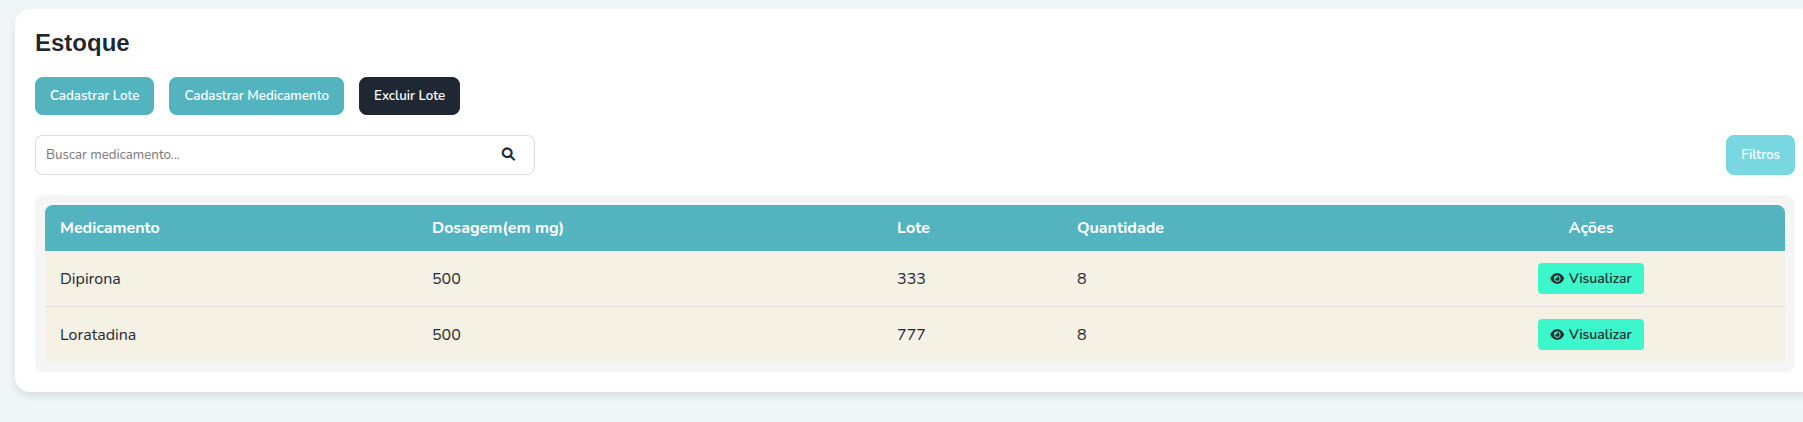 Estoque
Cadastrar Lote Cadastrar Medicamento Excluir Lote
Buscar medicamento... Filtros
Medicamento Dosagem(em mg) Lote Quantidade Ações
Dipirona 500 333 8 Visualizar
Loratadina 500 777 8 Visualizar